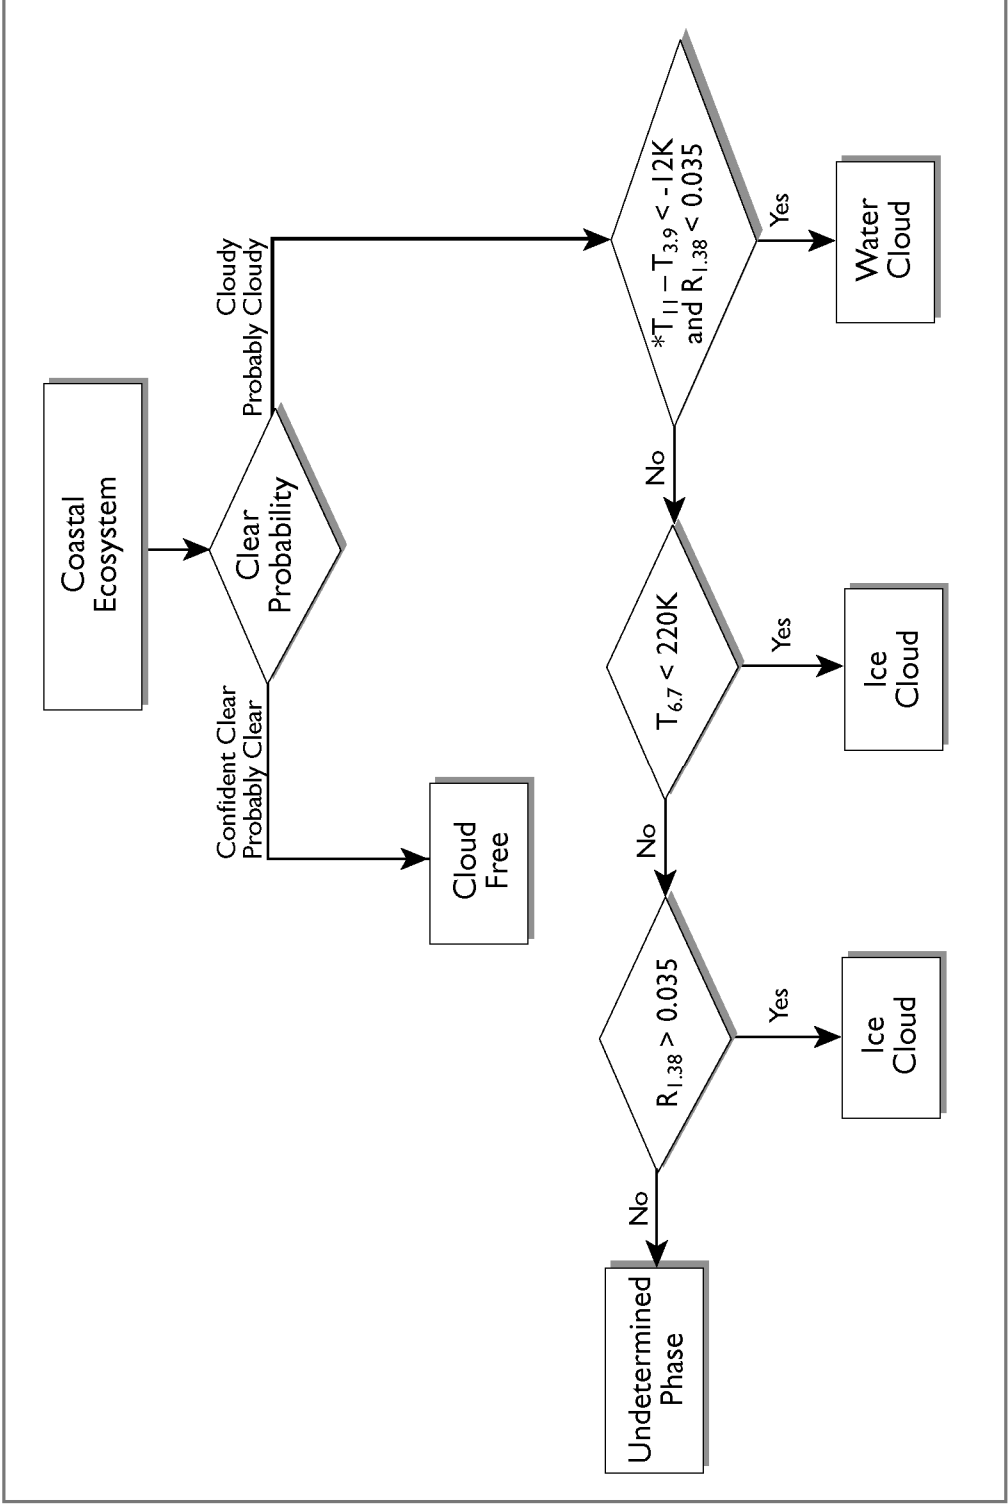 Coastal
Ecosystem
Clear
Probability
Confident Clear
Probably Clear
Cloudy
Probably Cloudy
Cloud
Free
*T11 – T3.9 < -12K
and R1.38 < 0.035
Yes
Water
Cloud
No
T6.7 < 220K
Yes
Ice
Cloud
No
R1.38 > 0.035
Yes
Ice
Cloud
No
Undetermined
Phase